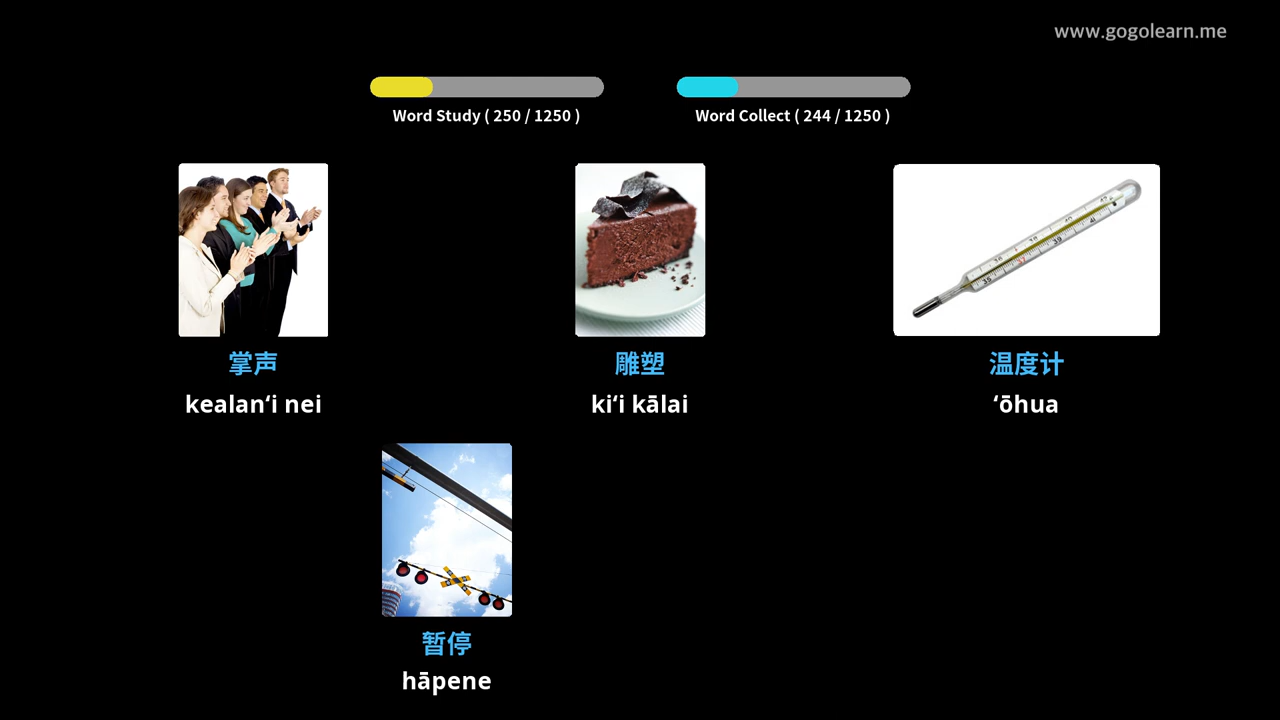 www.gogolearn.me
Word Study ( 250 / 1250 )
Word Collect ( 244 / 1250 )
掌声
kealanʻi nei
雕塑
kiʻi kālai
温度计
ʻōhua
暂停
hāpene